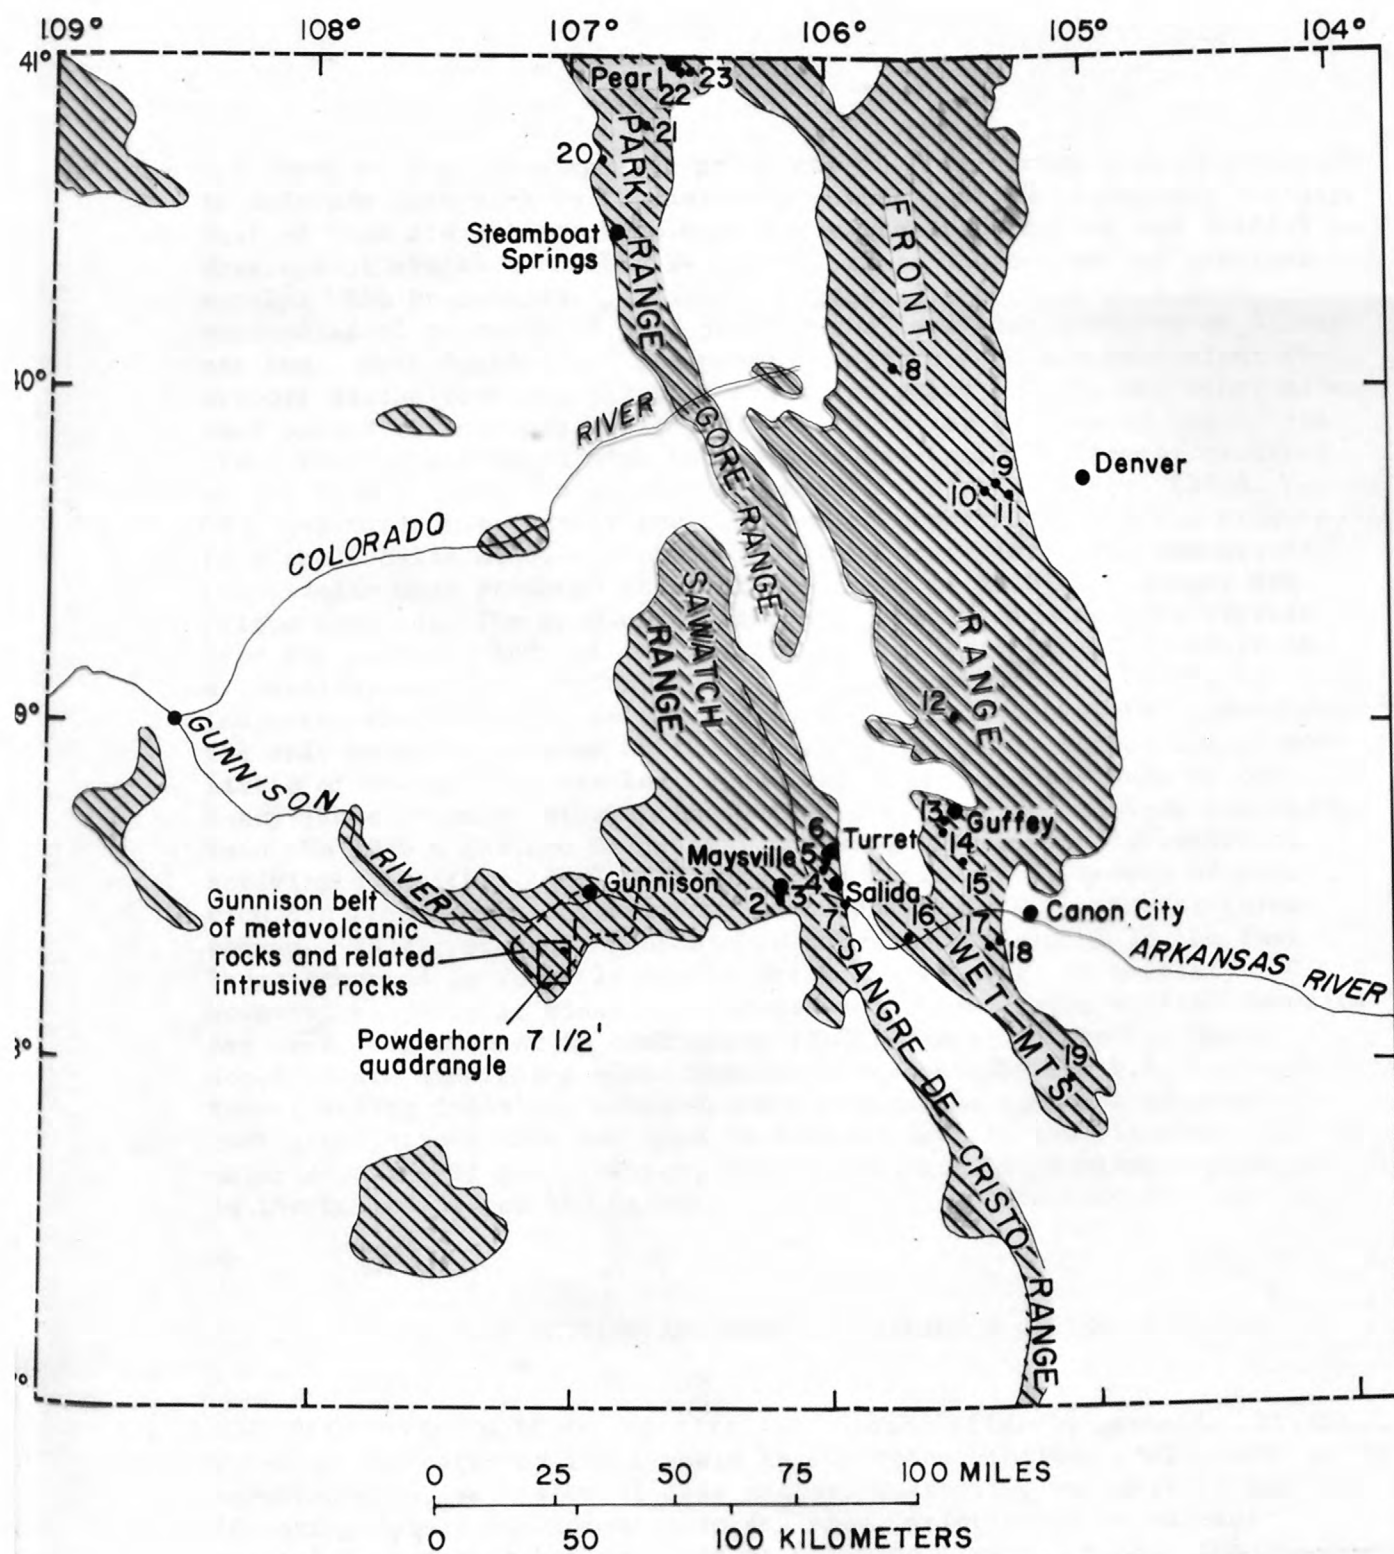 109° 108° 107° 106° 105° 104°
41°
Pearl 23
22
21
20
PARK RANGE
Steamboat
Springs
FRONT
8
40°
RIVER
GORE RANGE
9
Denver
10
11
COLORADO
SAWATCH
RANGE
RANGE
12
9°
GUNNISON
13
Guffey
6
Turret
14
Maysville 5
RIVER
Gunnison
4
15
2 3
Salida
7
16
17
Canon City
18
Gunnison belt
of metavolcanic
rocks and related
intrusive rocks
ARKANSAS RIVER
WET MTS
SANGRE DE CRISTO RANGE
Powderhorn 7 1/2'
quadrangle
19
0 25 50 75 100 MILES
0 50 100 KILOMETERS